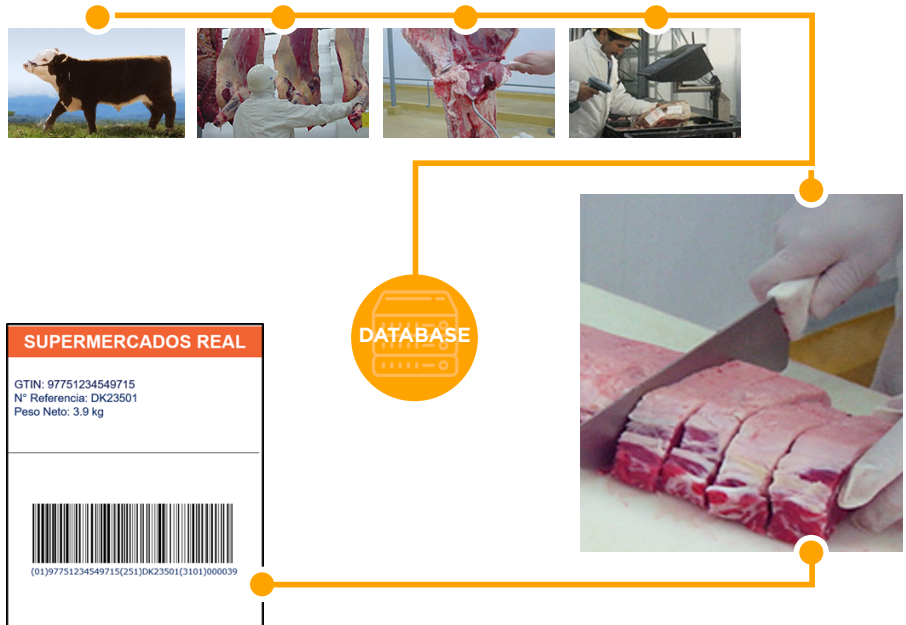 DATABASE
SUPERMERCADOS REAL
GTIN: 97751234549715
N° Referencia: DK23501
Peso Neto: 3.9 kg
(01)97751234549715(251)DK23501(3101)000039